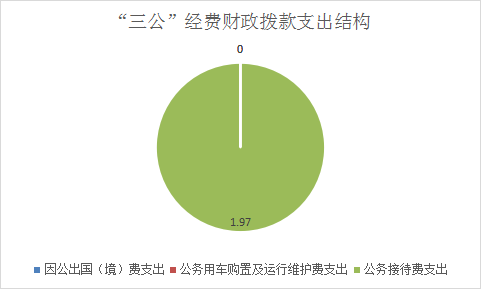 “三公”经费财政拨款支出结构
0
1.97
因公出国（境）费支出 公务用车购置及运行维护费支出 公务接待费支出